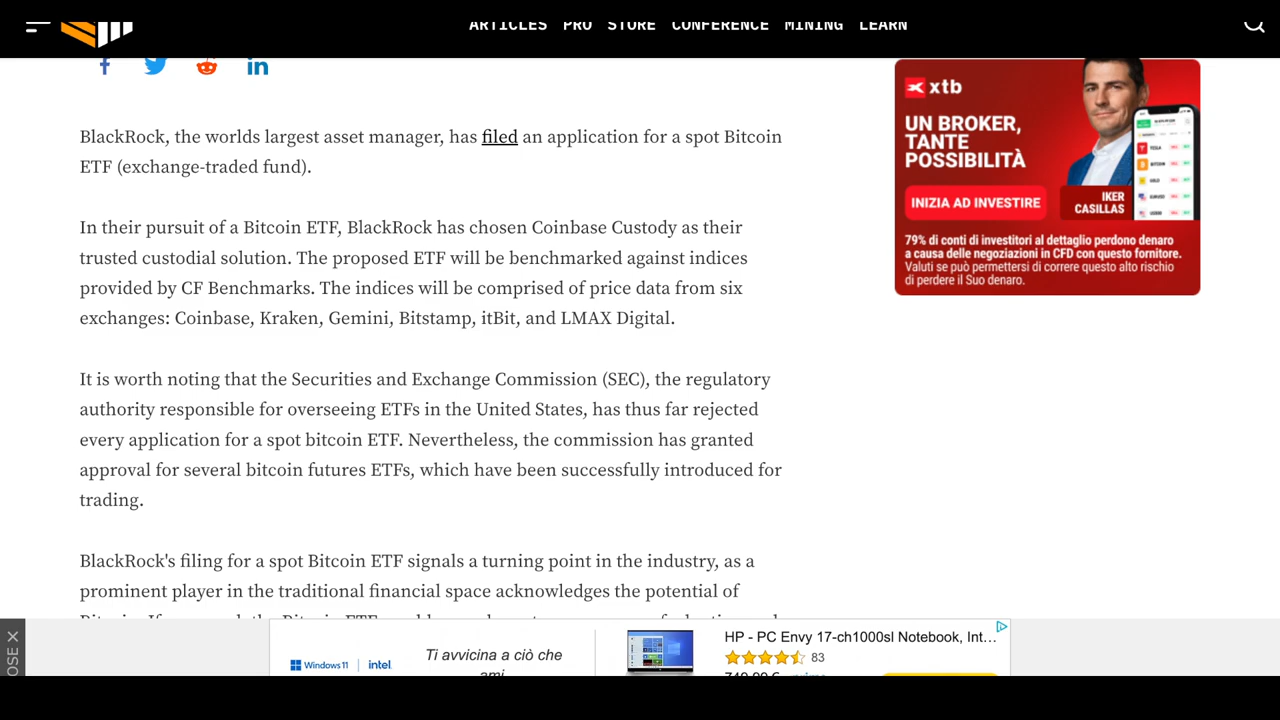 ARTICLES PRO STORE CONFERENCE MINING LEARN
BlackRock, the worlds largest asset manager, has filed an application for a spot Bitcoin
ETF (exchange-traded fund).
In their pursuit of a Bitcoin ETF, BlackRock has chosen Coinbase Custody as their
trusted custodial solution. The proposed ETF will be benchmarked against indices
provided by CF Benchmarks. The indices will be comprised of price data from six
exchanges: Coinbase, Kraken, Gemini, Bitstamp, itBit, and LMAX Digital.
It is worth noting that the Securities and Exchange Commission (SEC), the regulatory
authority responsible for overseeing ETFs in the United States, has thus far rejected
every application for a spot bitcoin ETF. Nevertheless, the commission has granted
approval for several bitcoin futures ETFs, which have been successfully introduced for
trading.
BlackRock's filing for a spot Bitcoin ETF signals a turning point in the industry, as a
prominent player in the traditional financial space acknowledges the potential of
xtb
UN BROKER,
TANTE
POSSIBILITÀ
INIZIA AD INVESTIRE
IKER
CASILLAS
79% di conti di investitori al dettaglio perdono denaro
a causa delle negoziazioni in CFD con questo fornitore.
Valuti se può permettersi di correre questo alto rischio
di perdere il Suo denaro.
OSE X
Windows 11 | intel.
Ti avvicina a ciò che
ami
HP - PC Envy 17-ch1000sl Notebook, Int...
83